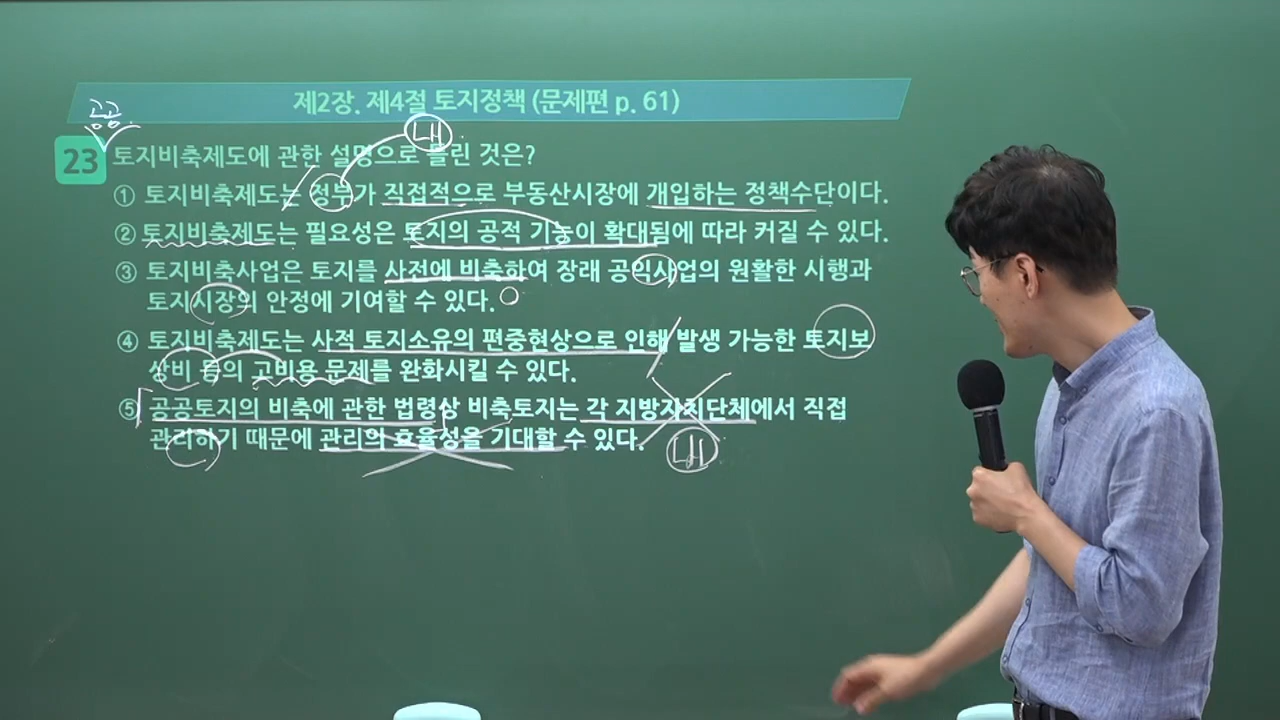 제2장. 제4절 토지정책 (문제편 p. 61)
공공
내
23 토지비축제도에 관한 설명으로 틀린 것은?
① 토지비축제도는 정부가 직접적으로 부동산시장에 개입하는 정책수단이다.
② 토지비축제도는 필요성은 토지의 공적 기능이 확대됨에 따라 커질 수 있다.
③ 토지비축사업은 토지를 사전에 비축하여 장래 공익사업의 원활한 시행과
토지시장의 안정에 기여할 수 있다.
④ 토지비축제도는 사적 토지소유의 편중현상으로 인해 발생 가능한 토지보
상비 등의 고비용 문제를 완화시킬 수 있다.
⑤ 공공토지의 비축에 관한 법령상 비축토지는 각 지방자치단체에서 직접
관리하기 때문에 관리의 효율성을 기대할 수 있다.
내